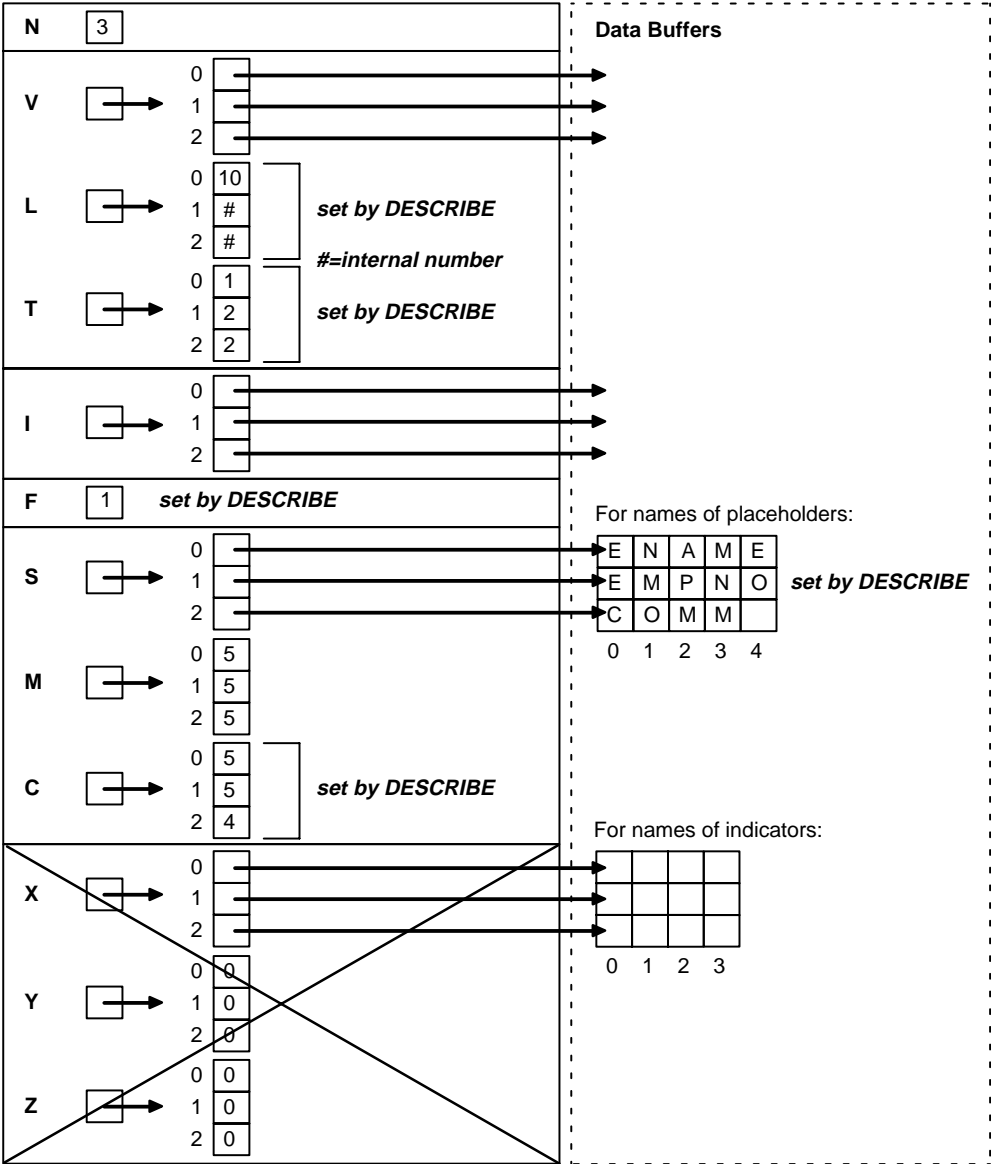 N 3 Data Buffers
0
V 1
2
0 10
L 1 # set by DESCRIBE
2 #
#=internal number
0 1
T 1 2 set by DESCRIBE
2 2
0
I 1
2
F 1 set by DESCRIBE
For names of placeholders:
0 E N A M E
S 1 E M P N O set by DESCRIBE
2 C O M M
0 1 2 3 4
0 5
M 1 5
2 5
0 5
C 1 5 set by DESCRIBE
2 4
For names of indicators:
0
X 1
2
0 1 2 3
0 0
Y 1 0
2 0
0 0
Z 1 0
2 0